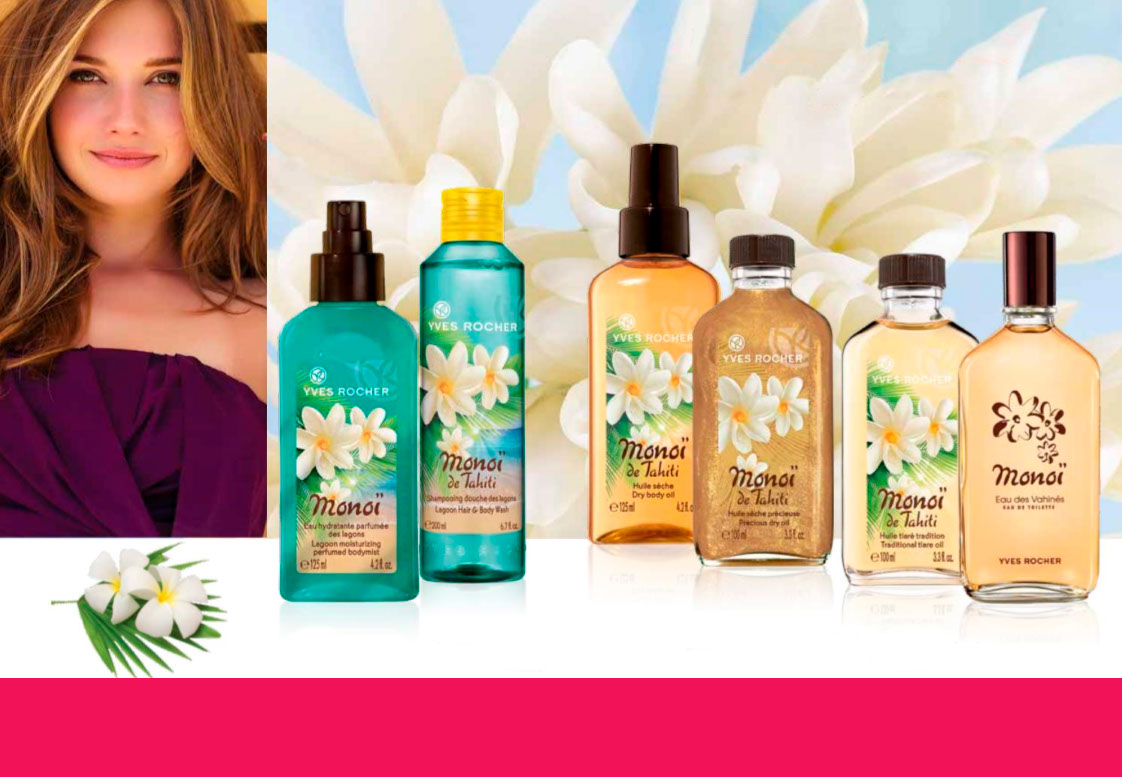 YVES ROCHER
Monoï
Eau hydratante parfumée
des lagons
Lagoon moisturizing
perfumed bodymist
℮125 ml 4.2 fl. oz.
YVES ROCHER
Monoï
de Tahiti
Shampooing douche des lagons
Lagoon Hair & Body Wash
℮200 ml 6.7 fl. oz.
YVES ROCHER
Monoï
de Tahiti
Huile sèche
Dry body oil
℮125 ml 4.2 fl. oz.
YVES ROCHER
Monoï
de Tahiti
Huile sèche précieuse
Precious dry oil
℮100 ml 3.3 fl. oz.
YVES ROCHER
Monoï
de Tahiti
Huile tiaré tradition
Traditional tiare oil
℮100 ml 3.3 fl. oz.
Monoï
Eau des Vahinés
EAU DE TOILETTE
YVES ROCHER